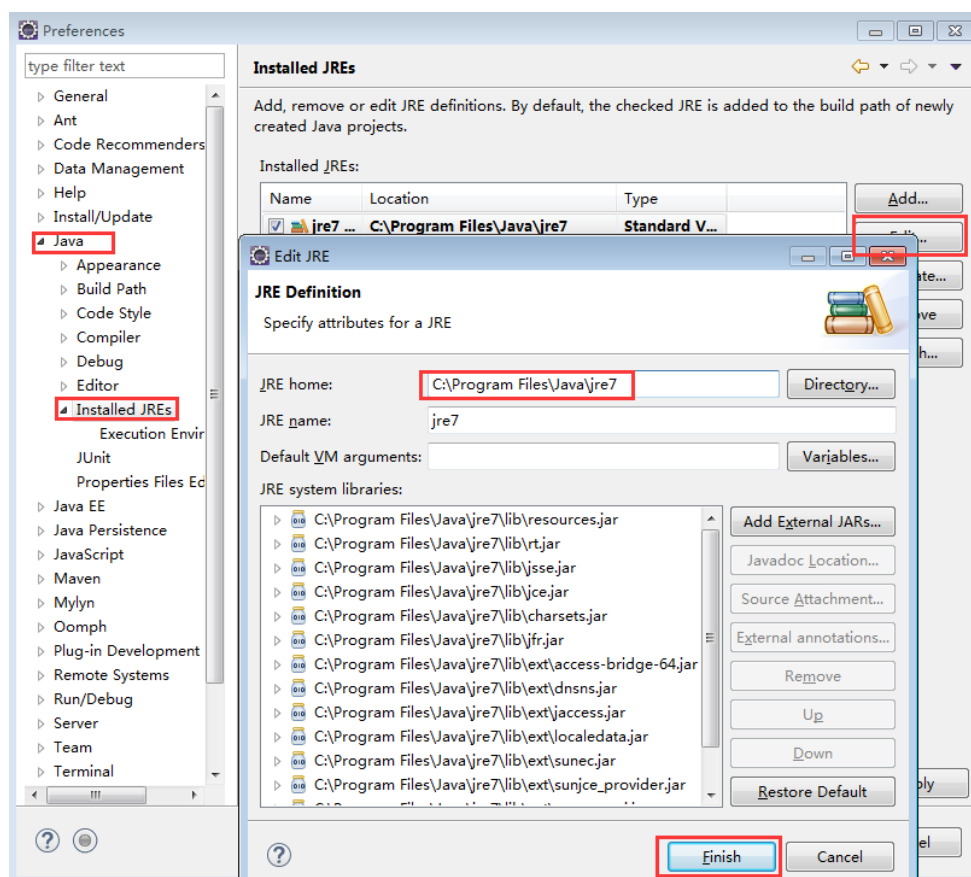 Preferences
type filter text
General
Ant
Code Recommenders
Data Management
Help
Install/Update
Java
Appearance
Build Path
Code Style
Compiler
Debug
Editor
Installed JREs
Execution Envir
JUnit
Properties Files Ed
Java EE
Java Persistence
JavaScript
Maven
Mylyn
Oomph
Plug-in Development
Remote Systems
Run/Debug
Server
Team
Terminal
Installed JREs
Add, remove or edit JRE definitions. By default, the checked JRE is added to the build path of newly
created Java projects.
Installed JREs:
Name Location Type
jre7 ... C:\Program Files\Java\jre7 Standard V...
Add...
Edit JRE
JRE Definition
Specify attributes for a JRE
JRE home: C:\Program Files\Java\jre7 Directory...
JRE name: jre7
Default VM arguments: Variables...
JRE system libraries:
C:\Program Files\Java\jre7\lib\resources.jar
C:\Program Files\Java\jre7\lib\rt.jar
C:\Program Files\Java\jre7\lib\jsse.jar
C:\Program Files\Java\jre7\lib\jce.jar
C:\Program Files\Java\jre7\lib\charsets.jar
C:\Program Files\Java\jre7\lib\jfr.jar
C:\Program Files\Java\jre7\lib\ext\access-bridge-64.jar
C:\Program Files\Java\jre7\lib\ext\dnsns.jar
C:\Program Files\Java\jre7\lib\ext\jaccess.jar
C:\Program Files\Java\jre7\lib\ext\localedata.jar
C:\Program Files\Java\jre7\lib\ext\sunec.jar
C:\Program Files\Java\jre7\lib\ext\sunjce_provider.jar
Add External JARs...
Javadoc Location...
Source Attachment...
External annotations...
Remove
Up
Down
Restore Default
Finish
Cancel